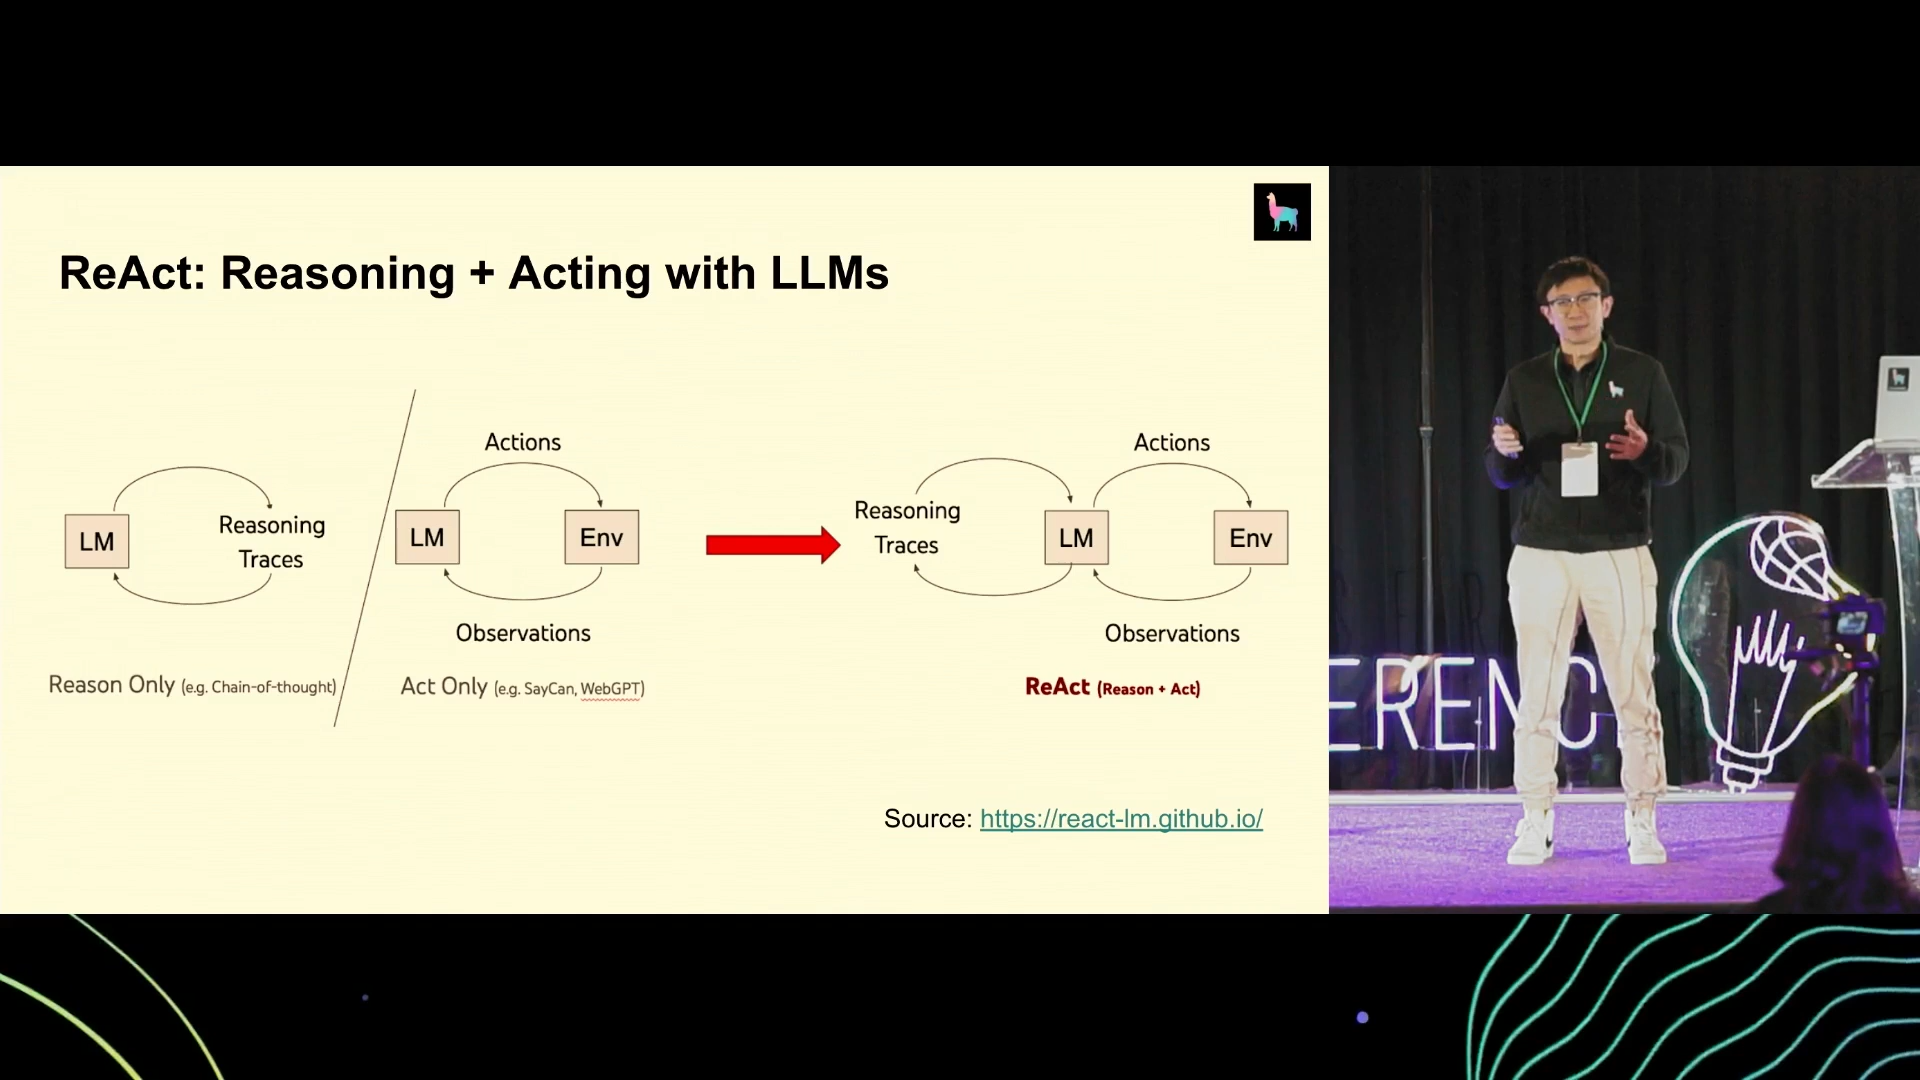 ReAct: Reasoning + Acting with LLMs
LM
Reasoning
Traces
Reason Only (e.g. Chain-of-thought)
Actions
LM
Env
Observations
Act Only (e.g. SayCan, WebGPT)
Reasoning
Traces
Actions
LM
Env
Observations
ReAct (Reason + Act)
Source: https://react-lm.github.io/
ERENC